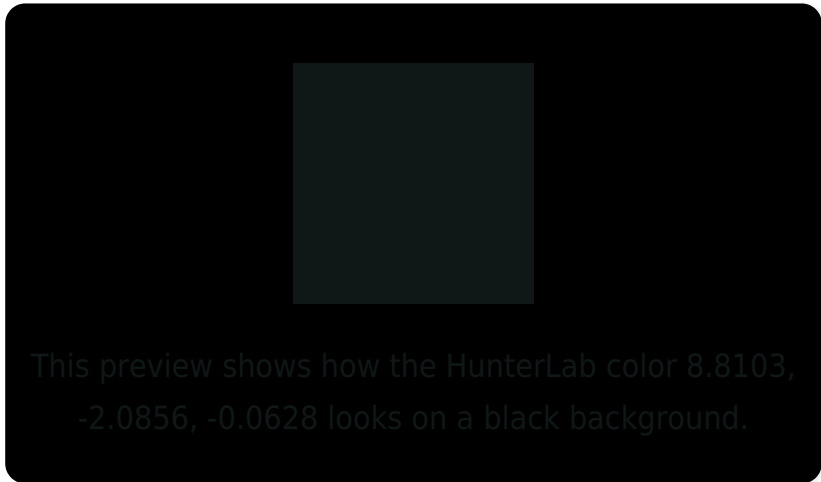 This preview shows how the HunterLab color 8.8103,
-2.0856, -0.0628 looks on a black background.